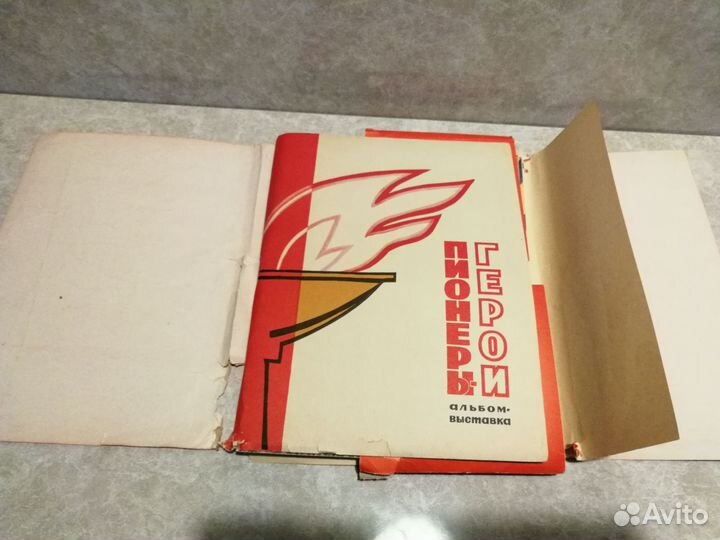 ПИОНЕРЫ-
ГЕРОИ
альбом-
выставка
Avito